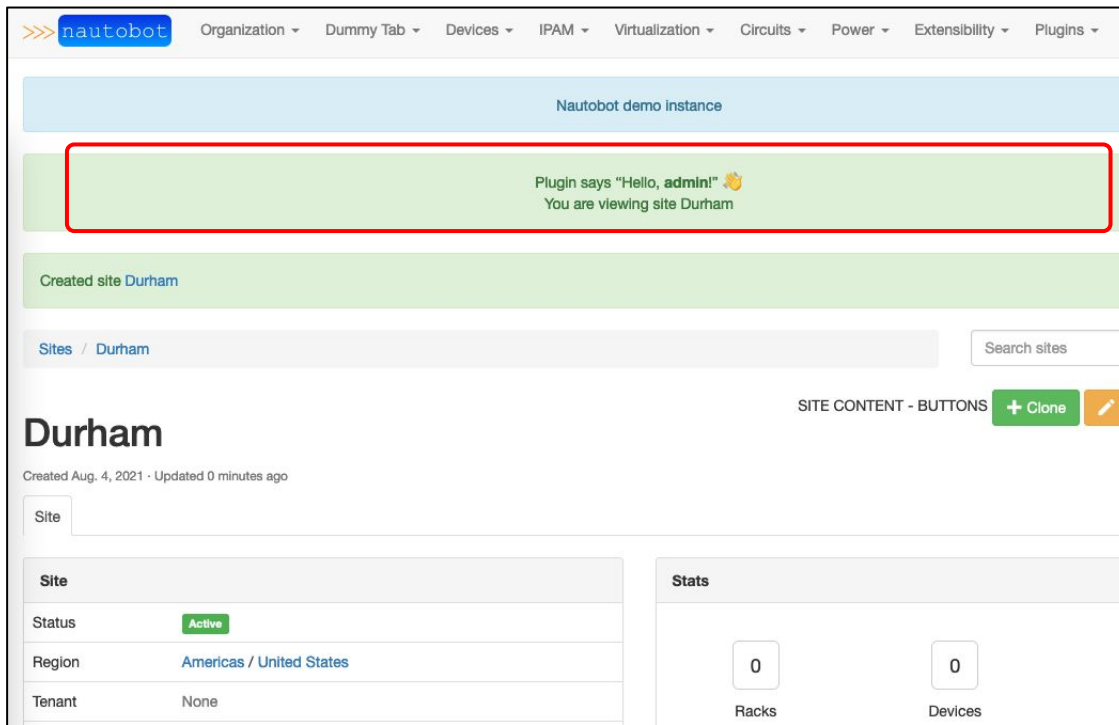 >>> nautobot Organization Dummy Tab Devices IPAM Virtualization Circuits Power Extensibility Plugins
Nautobot demo instance
Plugin says “Hello, admin!” 👋
You are viewing site Durham
Created site Durham
Sites / Durham
Search sites
SITE CONTENT - BUTTONS + Clone
Durham
Created Aug. 4, 2021 · Updated 0 minutes ago
Site
Site
Status Active
Region Americas / United States
Tenant None
Stats
0 0
Racks Devices